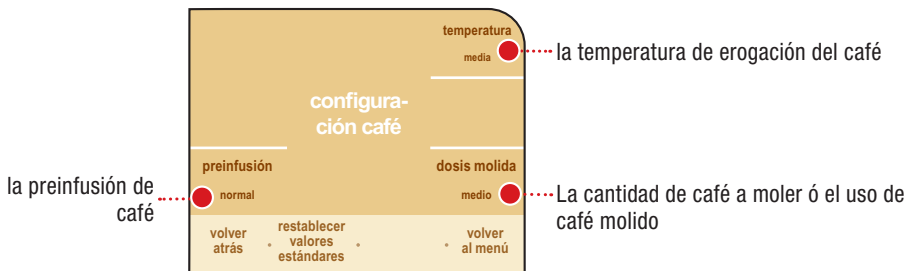 temperatura
media
la temperatura de erogación del café
configura-
ción café
preinfusión
normal
la preinfusión de
café
dosis molida
medio
La cantidad de café a moler ó el uso de
café molido
volver
atrás
restablecer
valores
estándares
volver
al menú